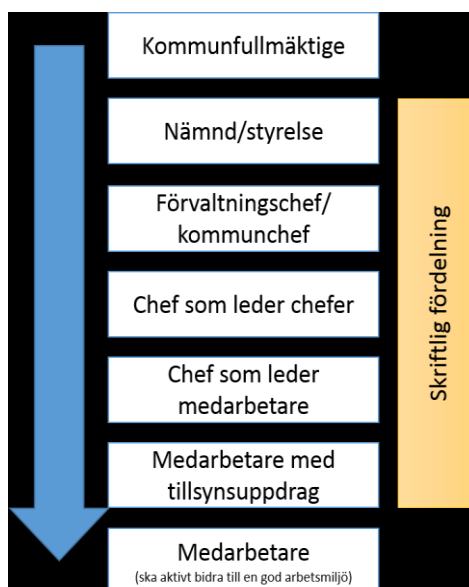 Kommunfullmäktige
Nämnd/styrelse
Förvaltningschef/
kommunchef
Chef som leder chefer
Chef som leder
medarbetare
Medarbetare med
tillsynsuppdrag
Medarbetare
(ska aktivt bidra till en god arbetsmiljö)
Skriftlig fördelning